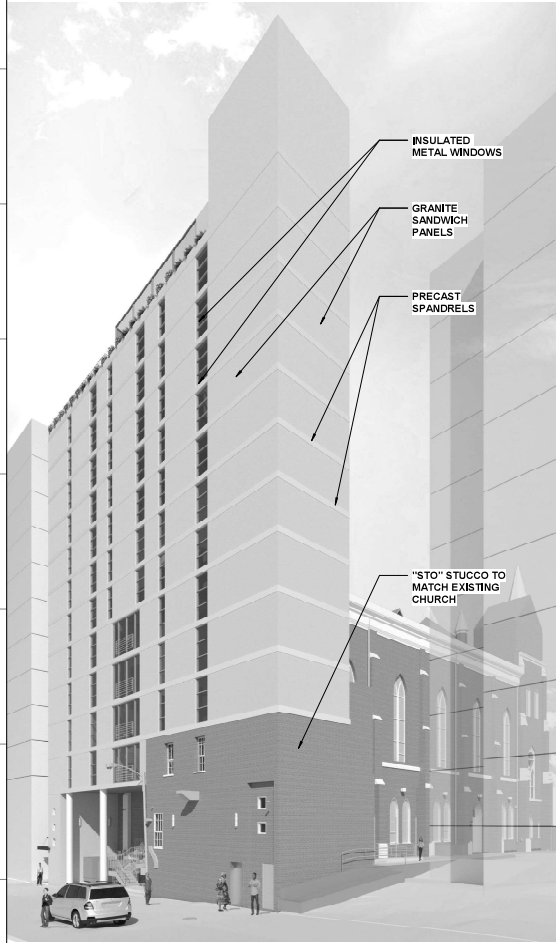 INSULATED
METAL WINDOWS
GRANITE
SANDWICH
PANELS
PRECAST
SPANDRELS
"STO" STUCCO TO
MATCH EXISTING
CHURCH